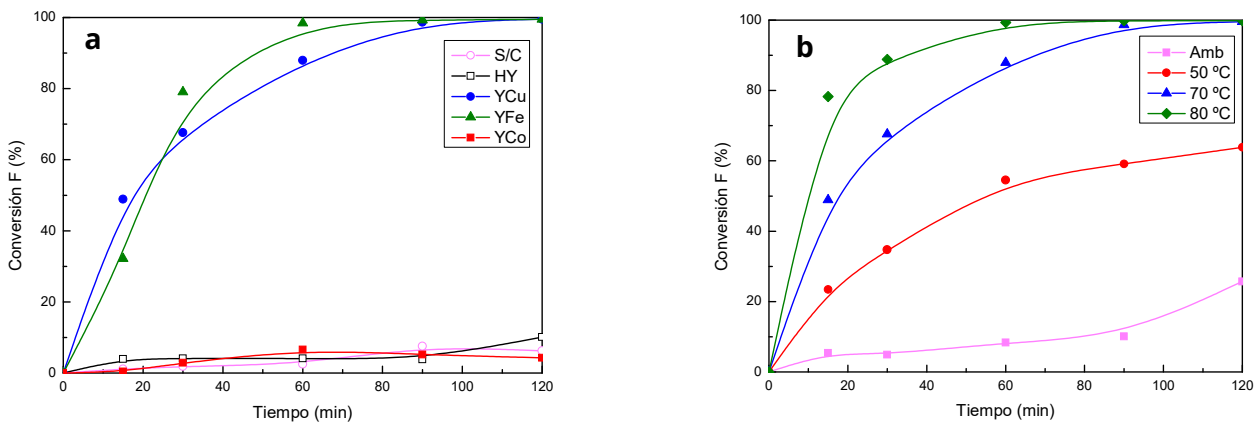 a
S/C
HY
YCu
YFe
YCo
100
80
60
40
20
0
Conversión F (%)
0 20 40 60 80 100 120
Tiempo (min)
b
Amb
50 ºC
70 ºC
80 ºC
100
80
60
40
20
0
Conversión F (%)
0 20 40 60 80 100 120
Tiempo (min)